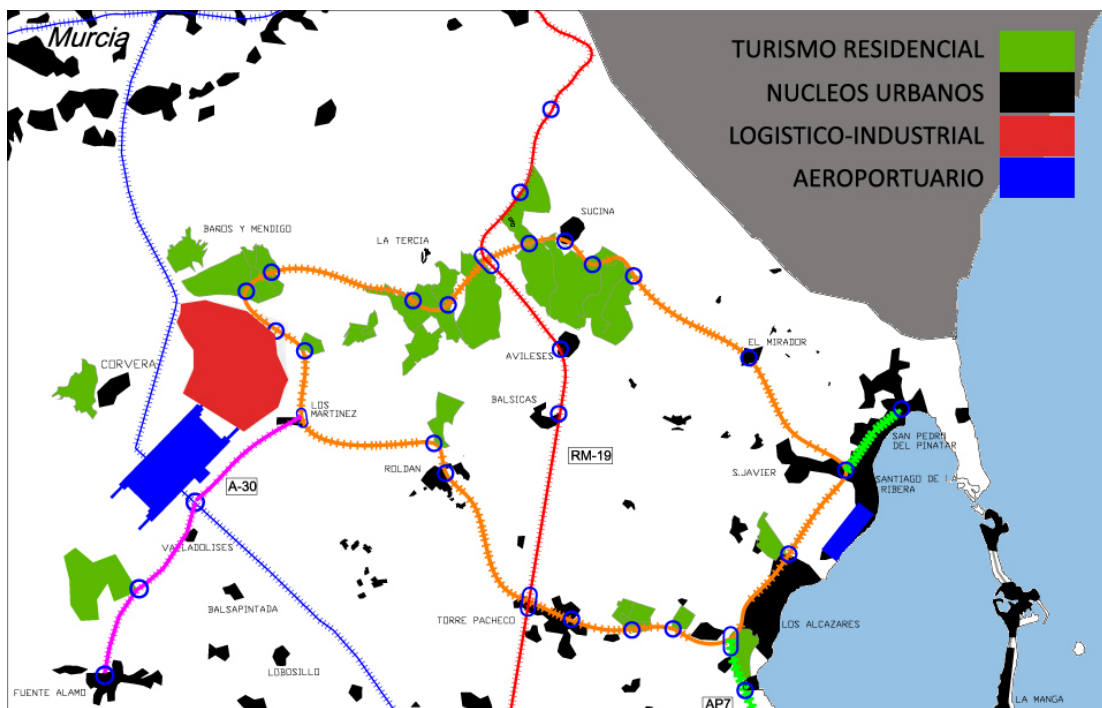 Murcia
TURISMO RESIDENCIAL
NUCLEOS URBANOS
LOGISTICO-INDUSTRIAL
AEROPORTUARIO
SUCINA
BAÑOS Y MENDIGO
LA TERCIA
EL MIRADOR
AVILESES
CORVERA
LOS
MARTINEZ
BALSICAS
SAN PEDRO
DEL PINATAR
ROLDAN
RM-19
S.JAVIER
SANTIAGO DE LA
RIBERA
A-30
VALLADOLISES
BALSAPINTADA
TORRE PACHECO
LOS ALCAZARES
LOBOSILLO
FUENTE ALAMO
AP7
LA MANGA